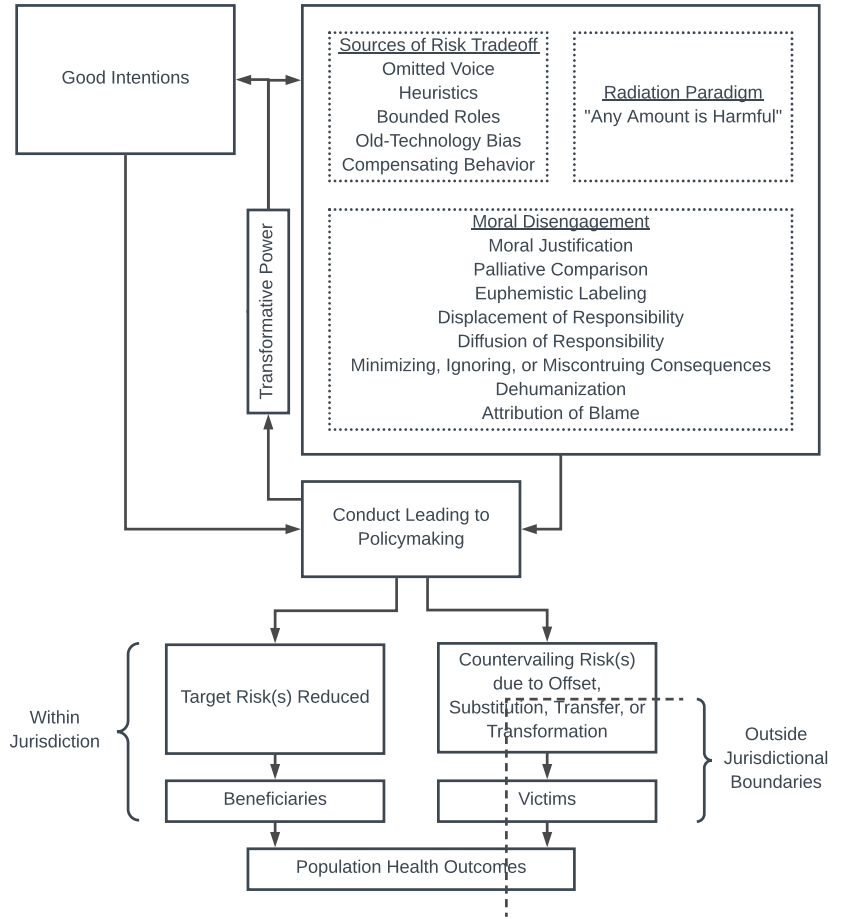 Good Intentions
Sources of Risk Tradeoff
Omitted Voice
Heuristics
Bounded Roles
Old-Technology Bias
Compensating Behavior
Radiation Paradigm
"Any Amount is Harmful"
Transformative Power
Moral Disengagement
Moral Justification
Palliative Comparison
Euphemistic Labeling
Displacement of Responsibility
Diffusion of Responsibility
Minimizing, Ignoring, or Miscontruing Consequences
Dehumanization
Attribution of Blame
Conduct Leading to
Policymaking
Within
Jurisdiction
Target Risk(s) Reduced
Countervailing Risk(s)
due to Offset,
Substitution, Transfer, or
Transformation
Outside
Jurisdictional
Boundaries
Beneficiaries
Victims
Population Health Outcomes